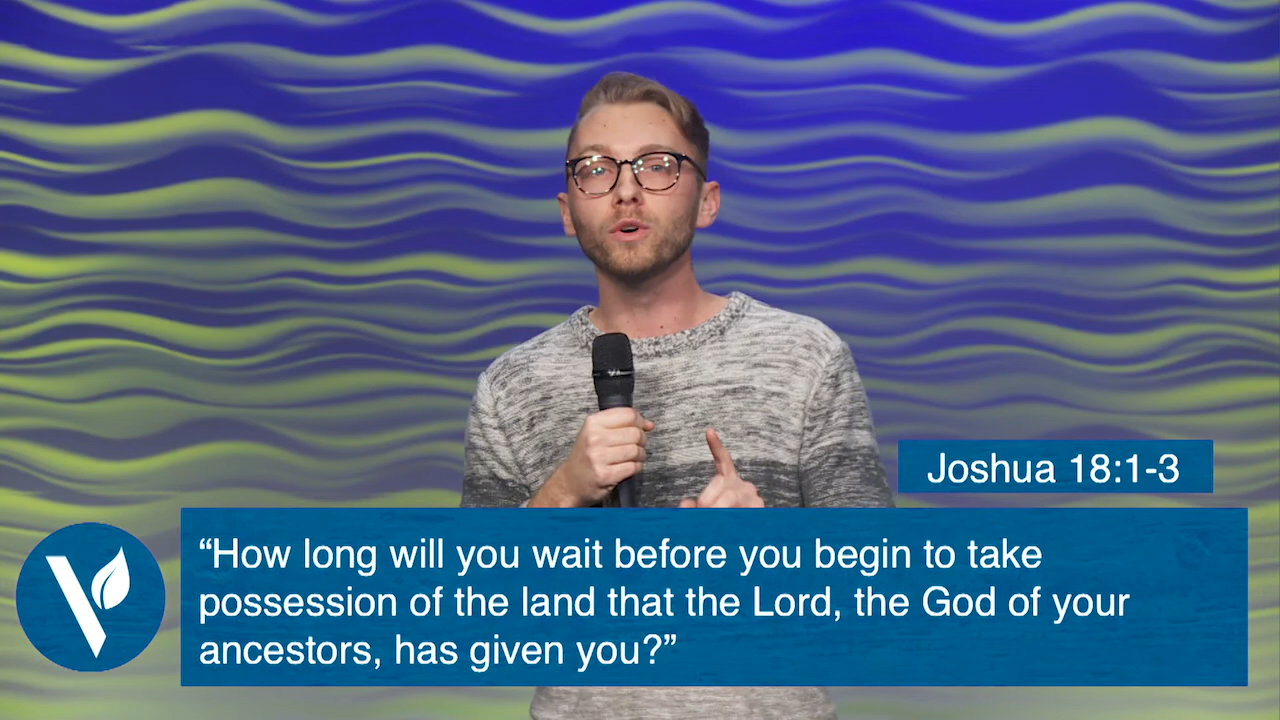 Joshua 18:1-3
“How long will you wait before you begin to take
possession of the land that the Lord, the God of your
ancestors, has given you?”